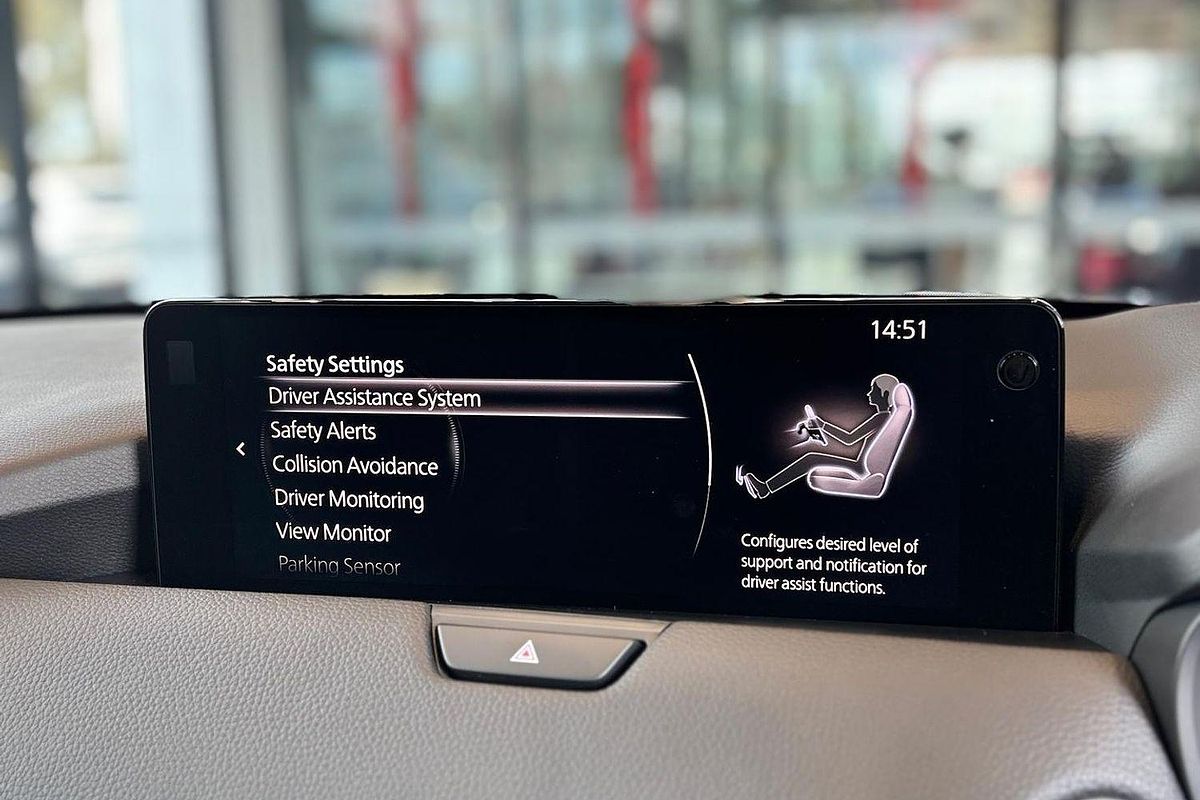 14:51
Safety Settings
Driver Assistance System
Safety Alerts
Collision Avoidance
Driver Monitoring
View Monitor
Parking Sensor
Configures desired level of
support and notification for
driver assist functions.